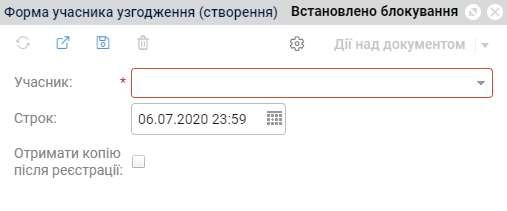 Форма учасника узгодження (створення) Встановлено блокування
Дії над документом
Учасник: *
Строк: 06.07.2020 23:59
Отримати копію
після реєстрації: